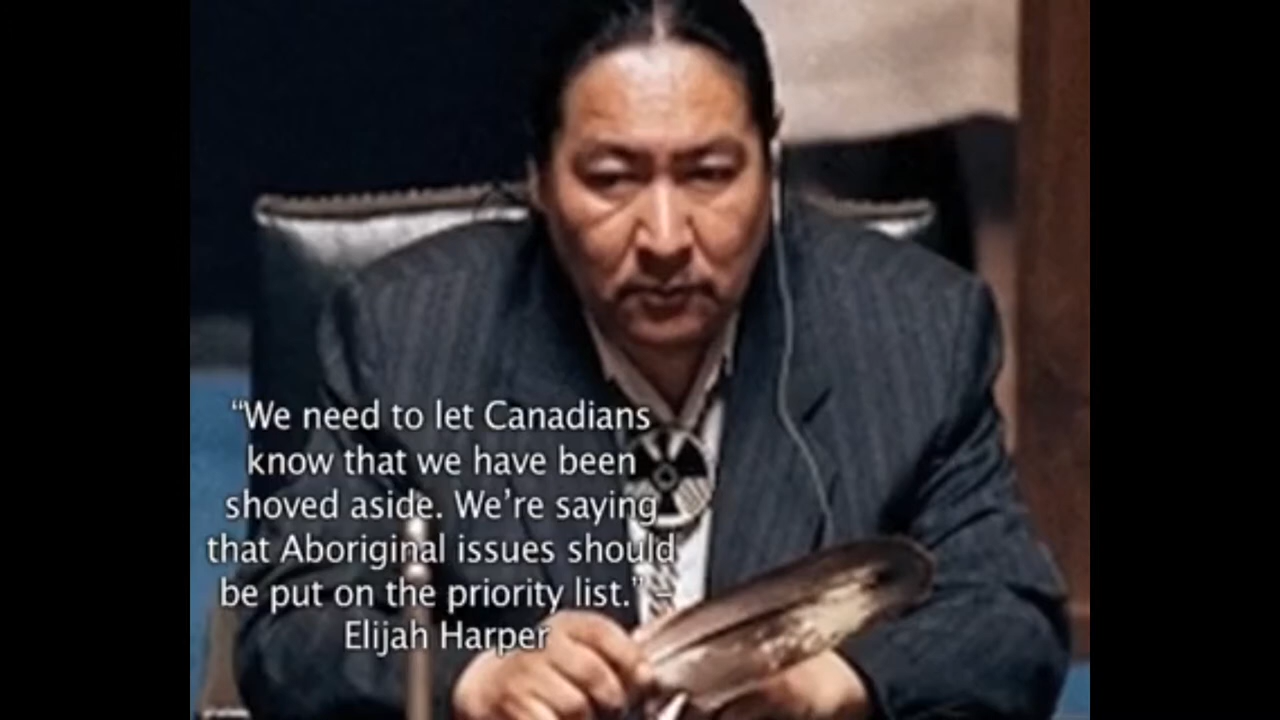 “We need to let Canadians
know that we have been
shoved aside. We’re saying
that Aboriginal issues should
be put on the priority list.” –
Elijah Harper